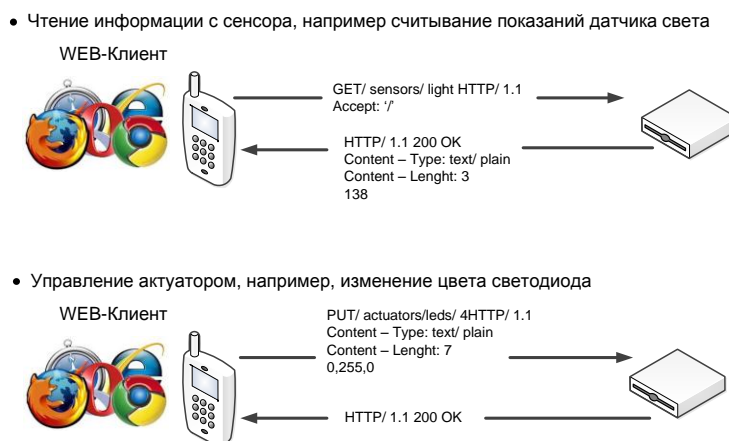 Чтение информации с сенсора, например считывание показаний датчика света
WEB-Клиент
GET/ sensors/ light HTTP/ 1.1
Accept: ‘/’
HTTP/ 1.1 200 OK
Content – Type: text/ plain
Content – Lenght: 3
138
Управление актуатором, например, изменение цвета светодиода
WEB-Клиент
PUT/ actuators/leds/ 4HTTP/ 1.1
Content – Type: text/ plain
Content – Lenght: 7
0,255,0
HTTP/ 1.1 200 OK